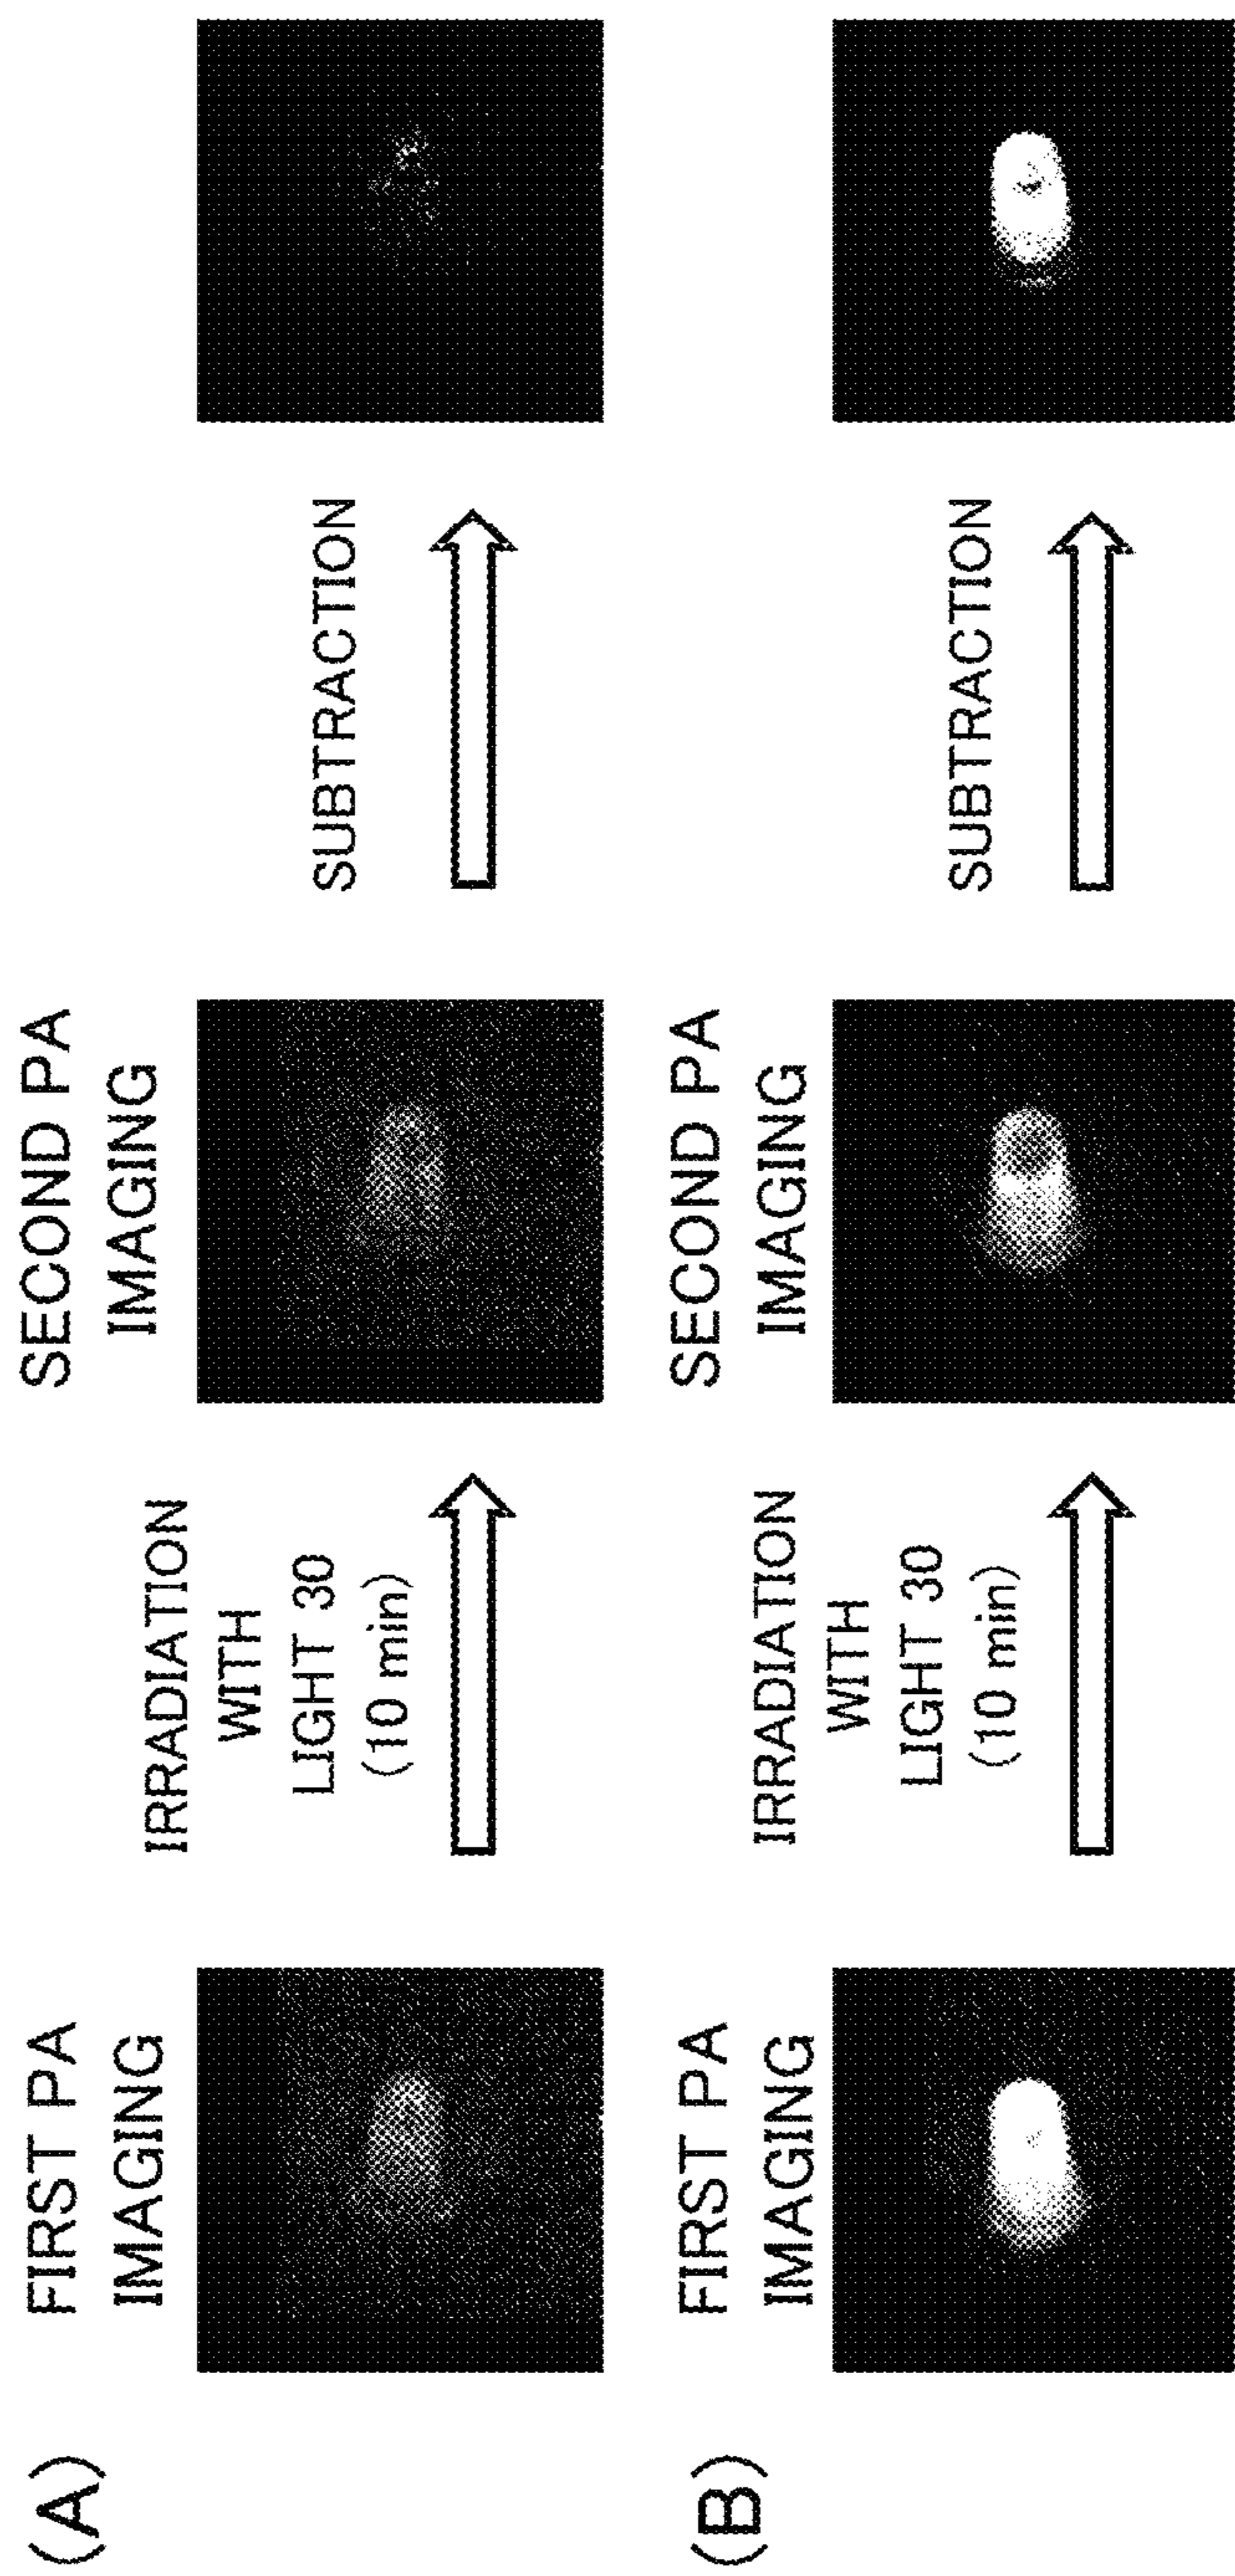 (A)
FIRST PA
IMAGING
IRRADIATION
WITH
LIGHT 30
(10 min)
SECOND PA
IMAGING
SUBTRACTION
(B)
FIRST PA
IMAGING
IRRADIATION
WITH
LIGHT 30
(10 min)
SECOND PA
IMAGING
SUBTRACTION